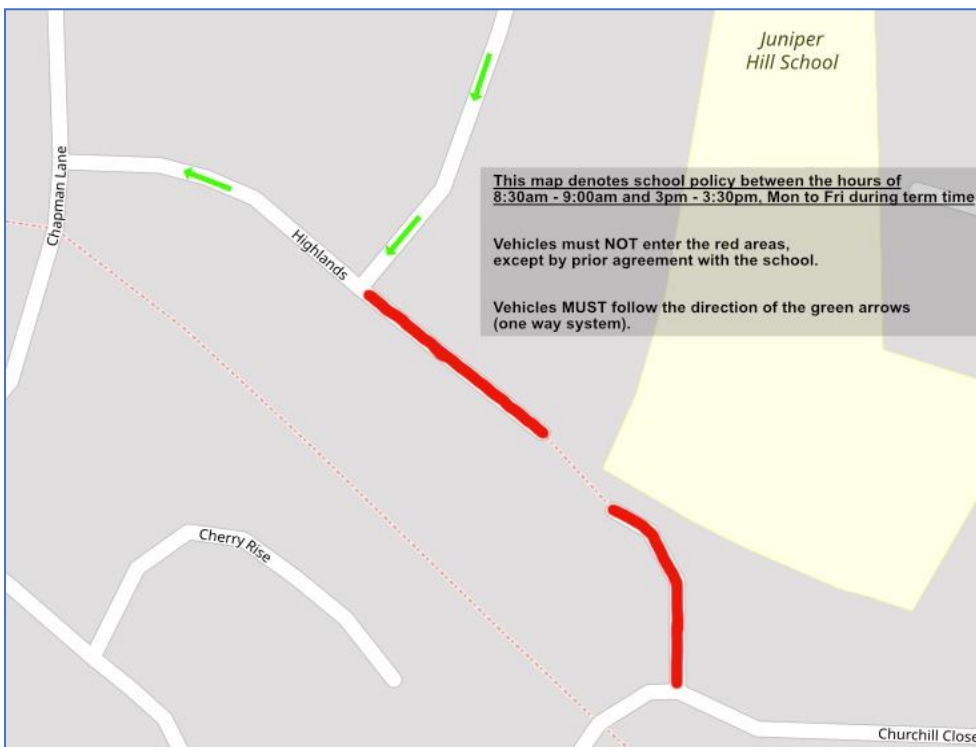 Juniper
Hill School
This map denotes school policy between the hours of
8:30am - 9:00am and 3pm - 3:30pm, Mon to Fri during term time
Vehicles must NOT enter the red areas,
except by prior agreement with the school.
Vehicles MUST follow the direction of the green arrows
(one way system).
Chapman Lane
Highlands
Cherry Rise
Churchill Close